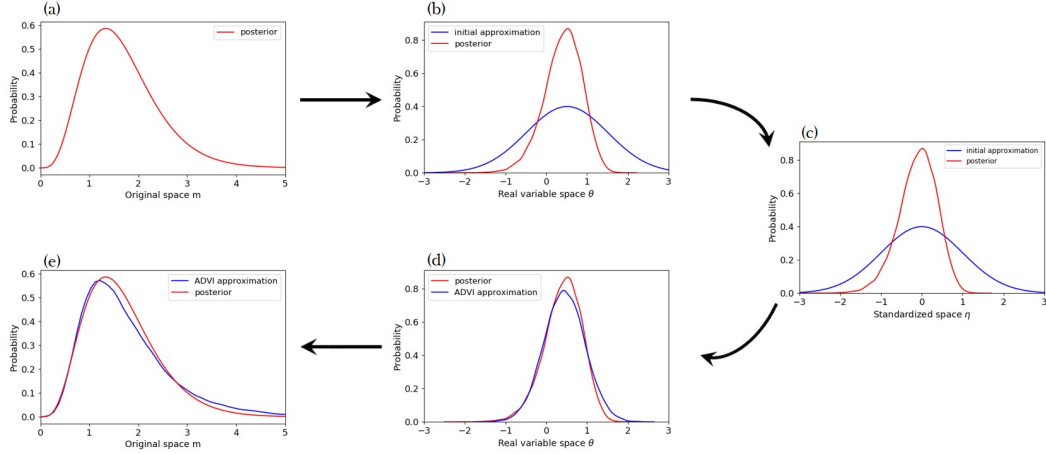 (a)
0.6
0.5
0.4
0.3
0.2
0.1
0.0
Probability
posterior
0 1 2 3 4 5
Original space m
(b)
0.8
0.6
0.4
0.2
0.0
Probability
initial approximation
posterior
−3 −2 −1 0 1 2 3
Real variable space θ
(c)
0.8
0.6
0.4
0.2
0.0
Probability
initial approximation
posterior
−3 −2 −1 0 1 2 3
Standardized space η
(e)
0.6
0.5
0.4
0.3
0.2
0.1
0.0
Probability
ADVI approximation
posterior
0 1 2 3 4 5
Original space m
(d)
0.8
0.6
0.4
0.2
0.0
Probability
posterior
ADVI approximation
−3 −2 −1 0 1 2 3
Real variable space θ